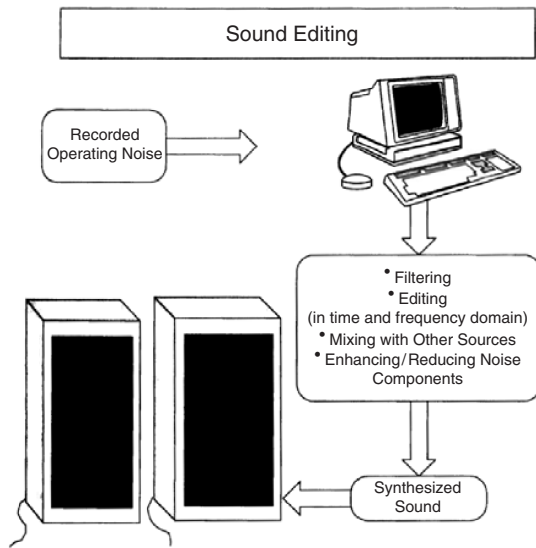 Sound Editing
Recorded
Operating Noise
• Filtering
• Editing
(in time and frequency domain)
• Mixing with Other Sources
• Enhancing/Reducing Noise
Components
Synthesized
Sound